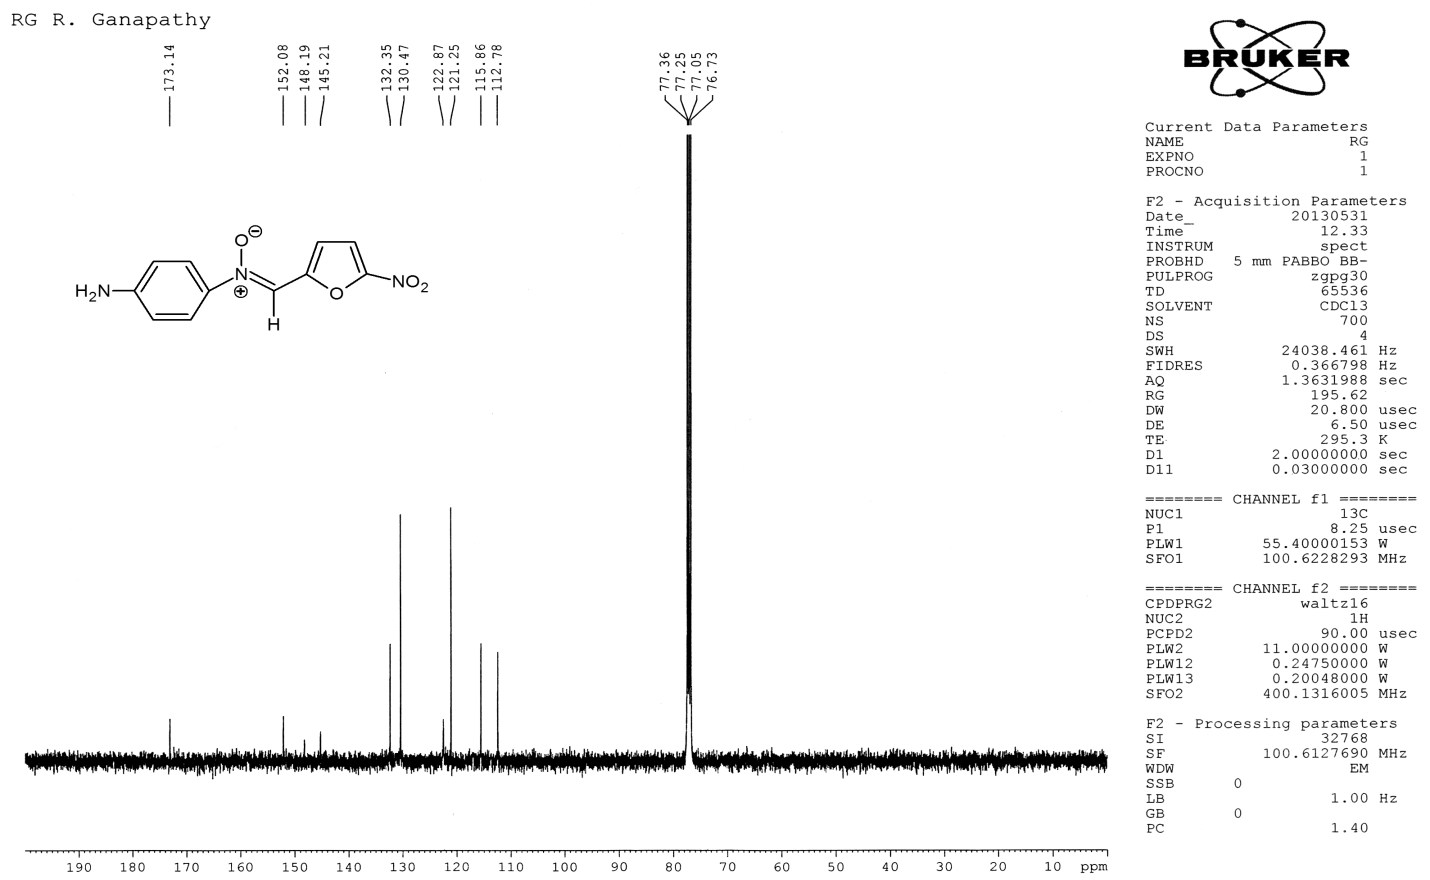 RG R. Ganapathy
173.14
152.08
148.19
145.21
132.35
130.47
122.87
121.25
115.86
112.78
77.36
77.25
77.05
76.73
O⊖
H2N
N
⊕
H
O
NO2
190 180 170 160 150 140 130 120 110 100 90 80 70 60 50 40 30 20 10 ppm
BRUKER
Current Data Parameters
NAME RG
EXPNO 1
PROCNO 1
F2 - Acquisition Parameters
Date_ 20130531
Time 12.33
INSTRUM spect
PROBHD 5 mm PABBO BB-
PULPROG zgpg30
TD 65536
SOLVENT CDCl3
NS 700
DS 4
SWH 24038.461 Hz
FIDRES 0.366798 Hz
AQ 1.3631988 sec
RG 195.62
DW 20.800 usec
DE 6.50 usec
TE 295.3 K
D1 2.00000000 sec
D11 0.03000000 sec
======== CHANNEL f1 ========
NUC1 13C
P1 8.25 usec
PLW1 55.40000153 W
SFO1 100.6228293 MHz
======== CHANNEL f2 ========
CPDPRG2 waltz16
NUC2 1H
PCPD2 90.00 usec
PLW2 11.00000000 W
PLW12 0.24750000 W
PLW13 0.20048000 W
SFO2 400.1316005 MHz
F2 - Processing parameters
SI 32768
SF 100.6127690 MHz
WDW EM
SSB 0
LB 1.00 Hz
GB 0
PC 1.40